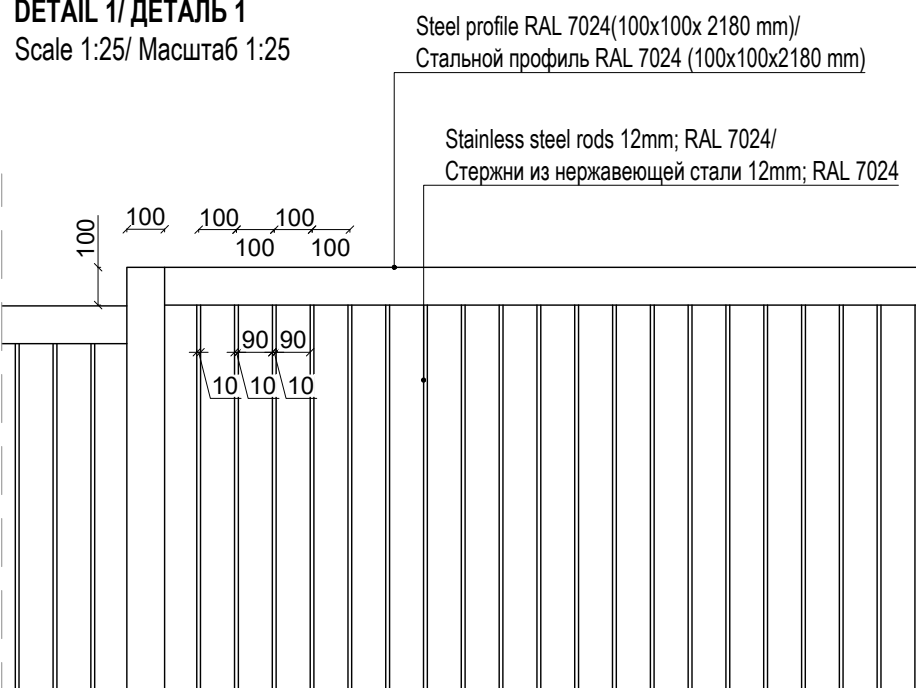 DETAIL 1/ ДЕТАЛЬ 1
Scale 1:25/ Масштаб 1:25
Steel profile RAL 7024(100x100x 2180 mm)/
Стальной профиль RAL 7024 (100x100x2180 mm)
Stainless steel rods 12mm; RAL 7024/
Стержни из нержавеющей стали 12mm; RAL 7024
100
100
100 100
100 100
90 90
10 10 10